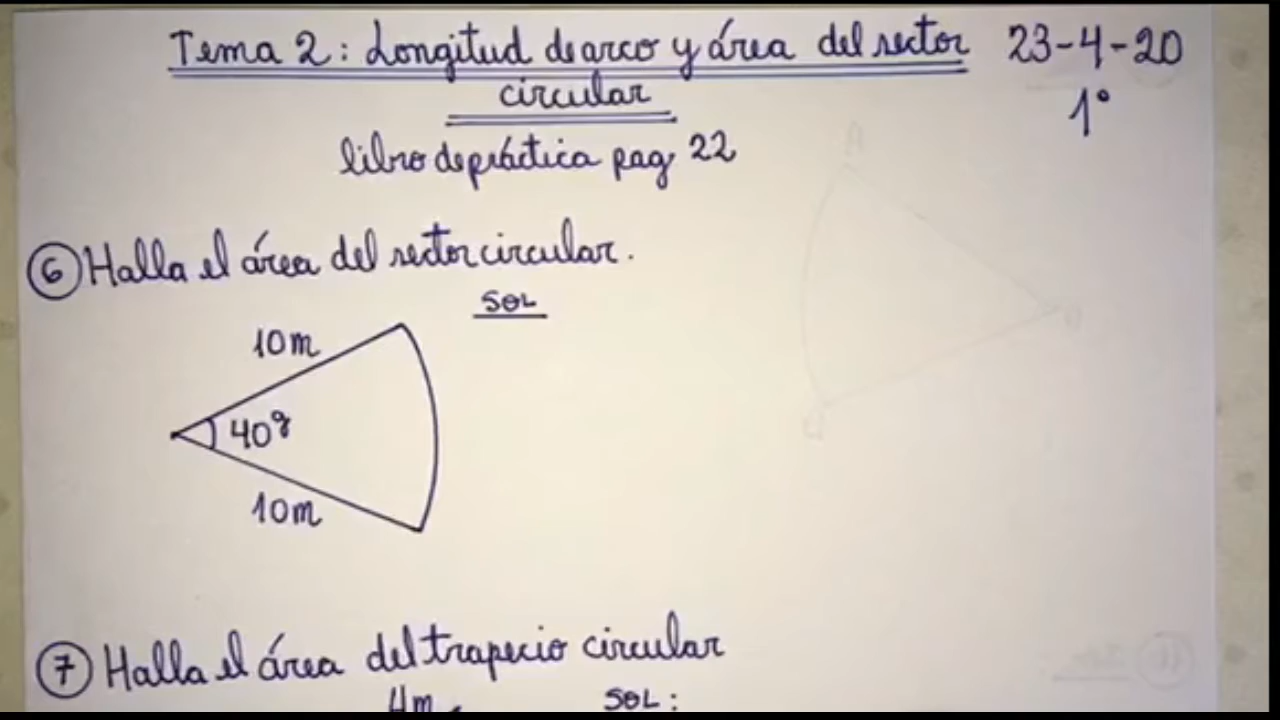 Tema 2: Longitud de arco y área del sector 23-4-20
circular 1°
libro de práctica pag 22
6 Halla el área del sector circular.
SOL
10m
40g
10m
7 Halla el área del trapecio circular
4m SOL: